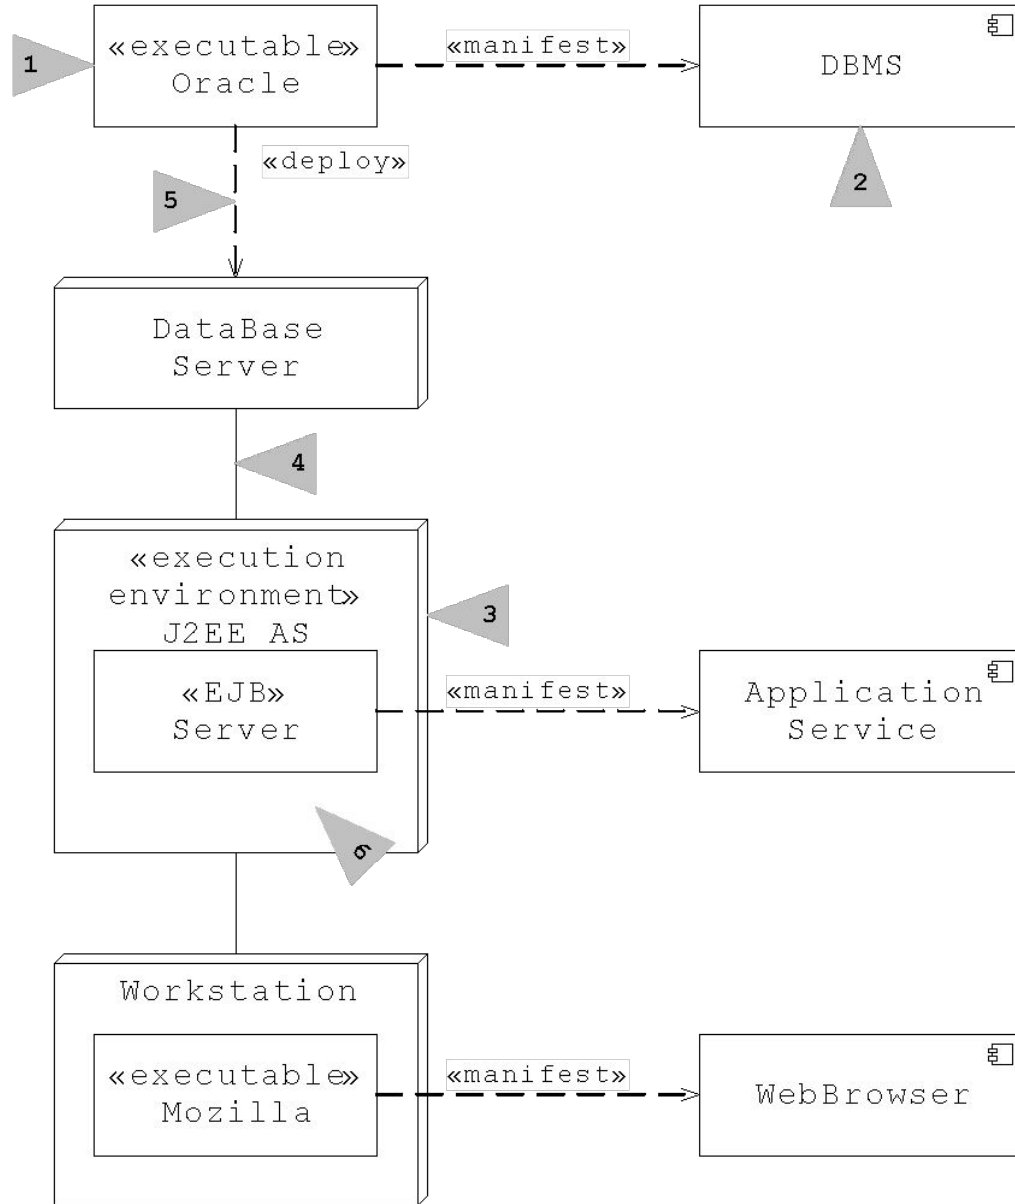 1
«executable»
Oracle
«manifest»
DBMS
2
«deploy»
5
DataBase
Server
4
«execution
environment»
J2EE AS
3
«EJB»
Server
«manifest»
Application
Service
6
Workstation
«executable»
Mozilla
«manifest»
WebBrowser